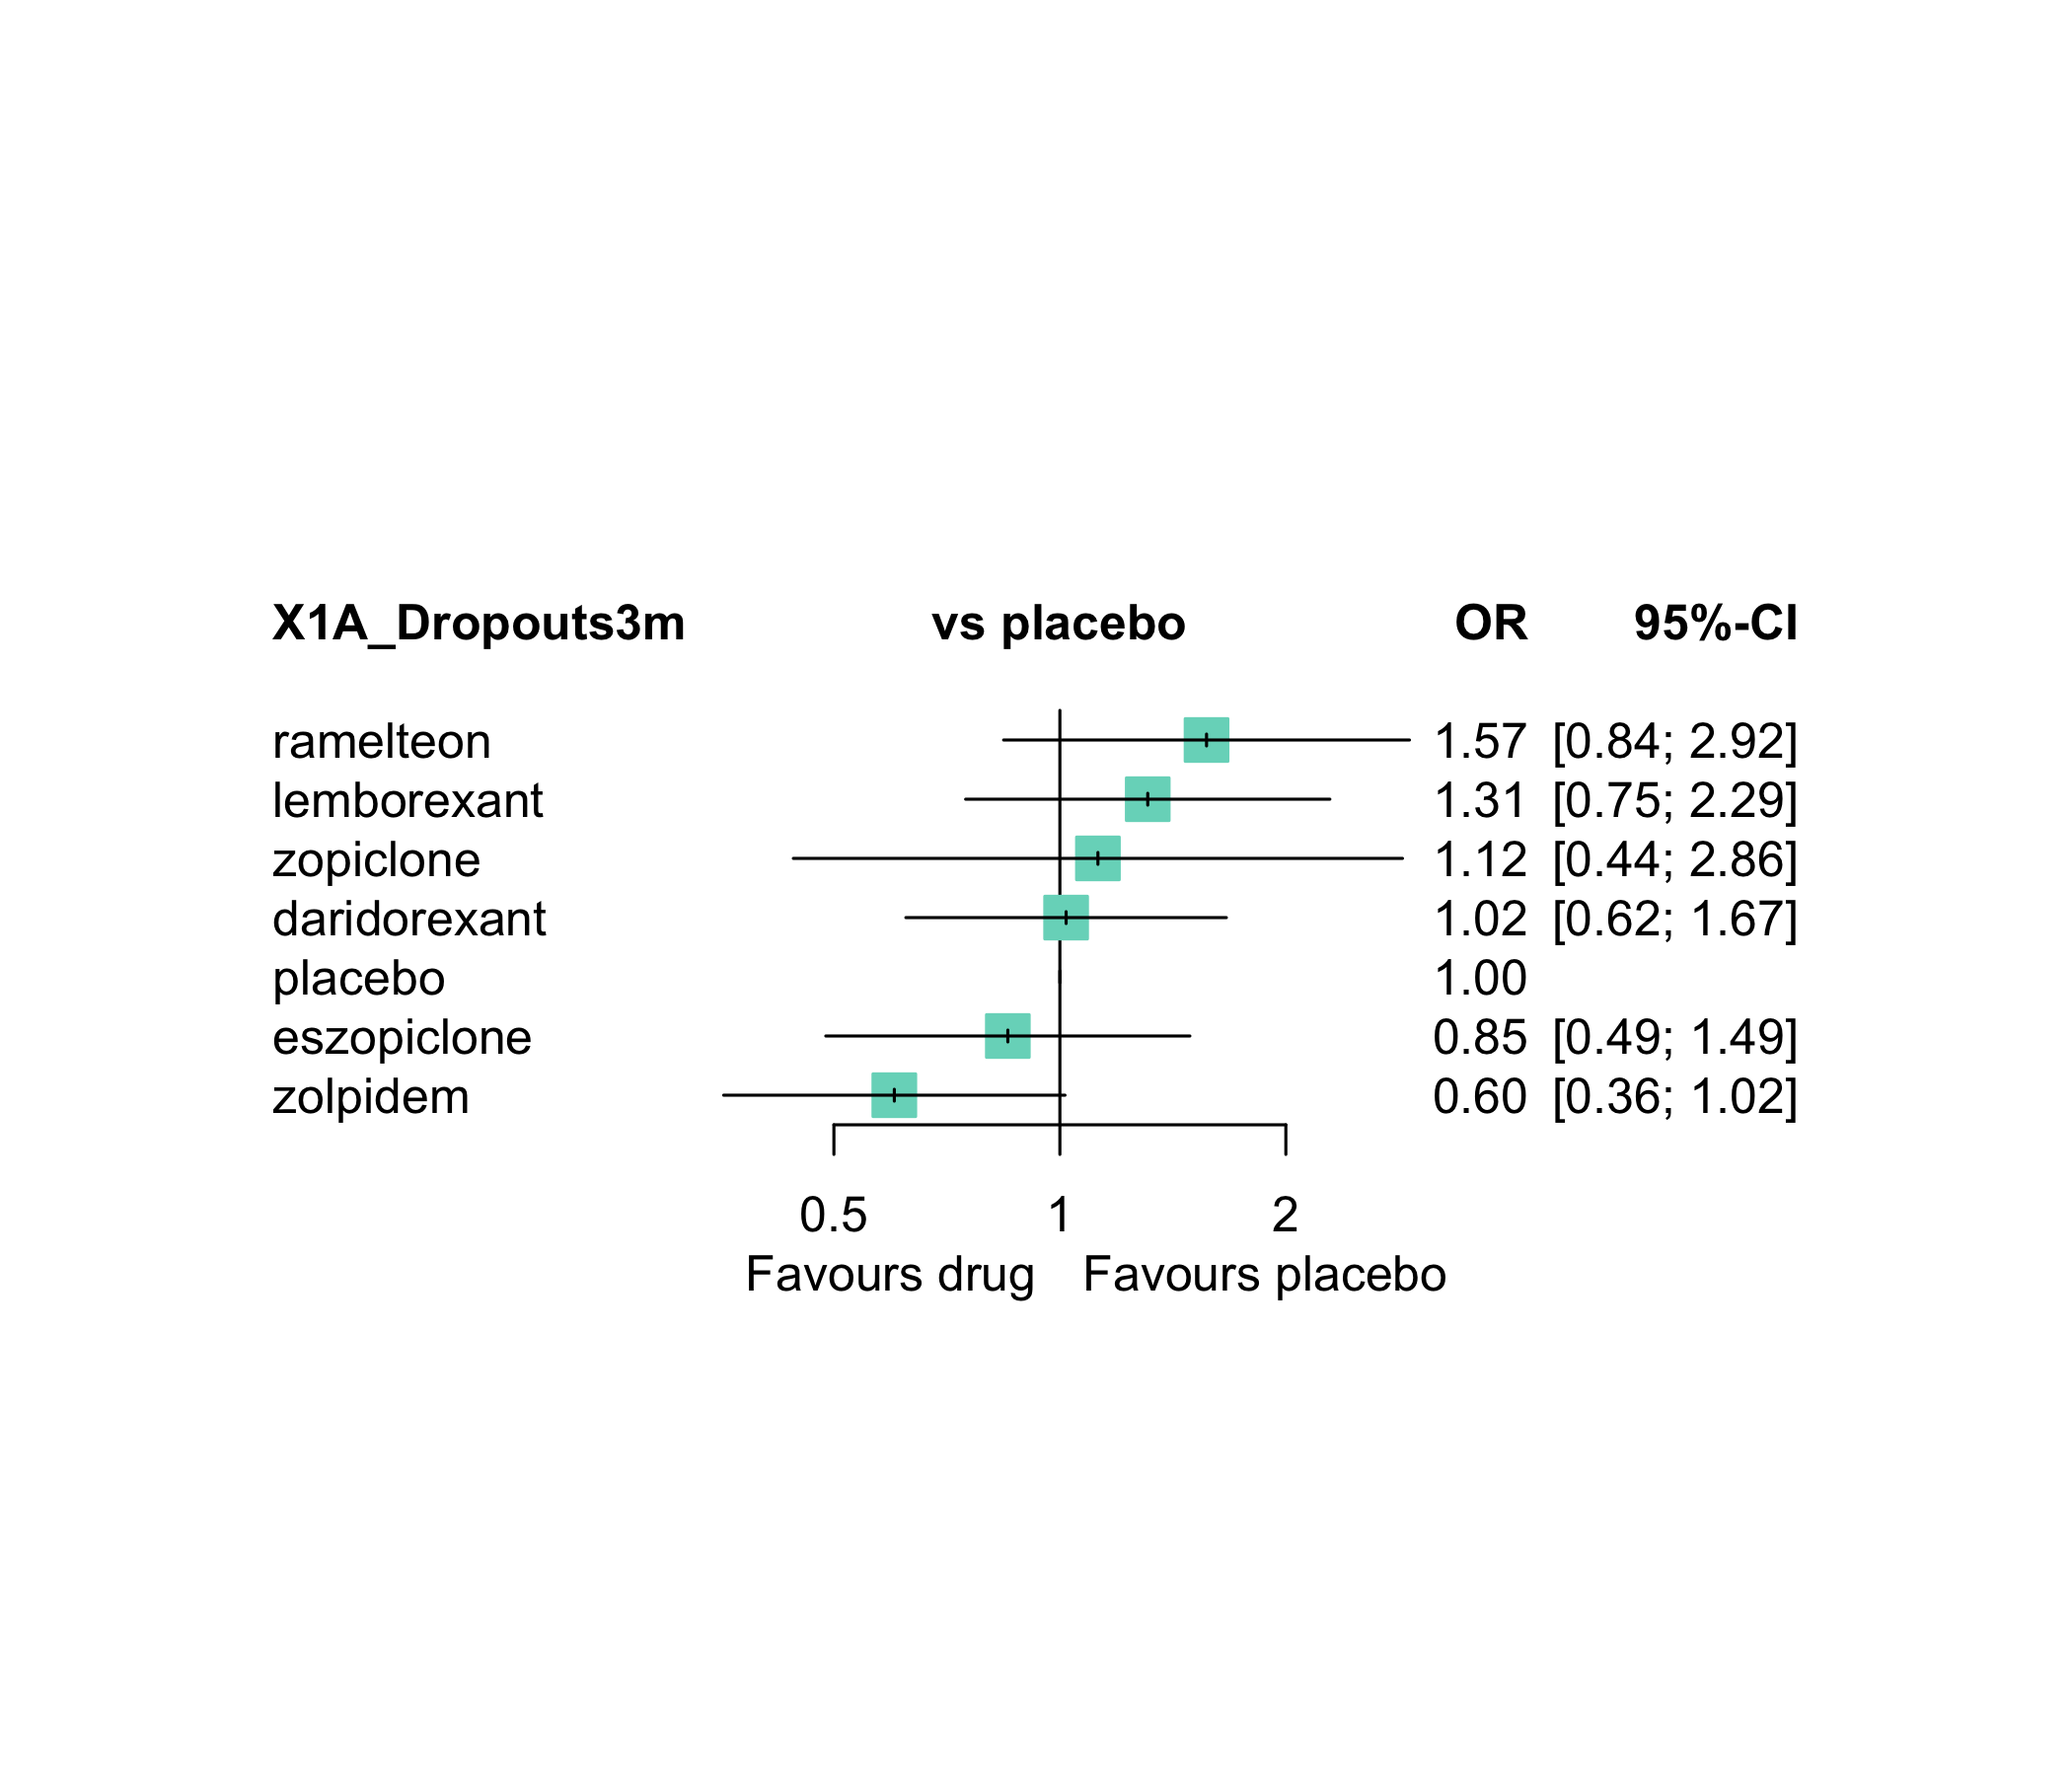 X1A_Dropouts3m vs placebo OR 95%-CI
ramelteon 1.57 [0.84; 2.92]
lemborexant 1.31 [0.75; 2.29]
zopiclone 1.12 [0.44; 2.86]
daridorexant 1.02 [0.62; 1.67]
placebo 1.00
eszopiclone 0.85 [0.49; 1.49]
zolpidem 0.60 [0.36; 1.02]
0.5 1 2
Favours drug Favours placebo